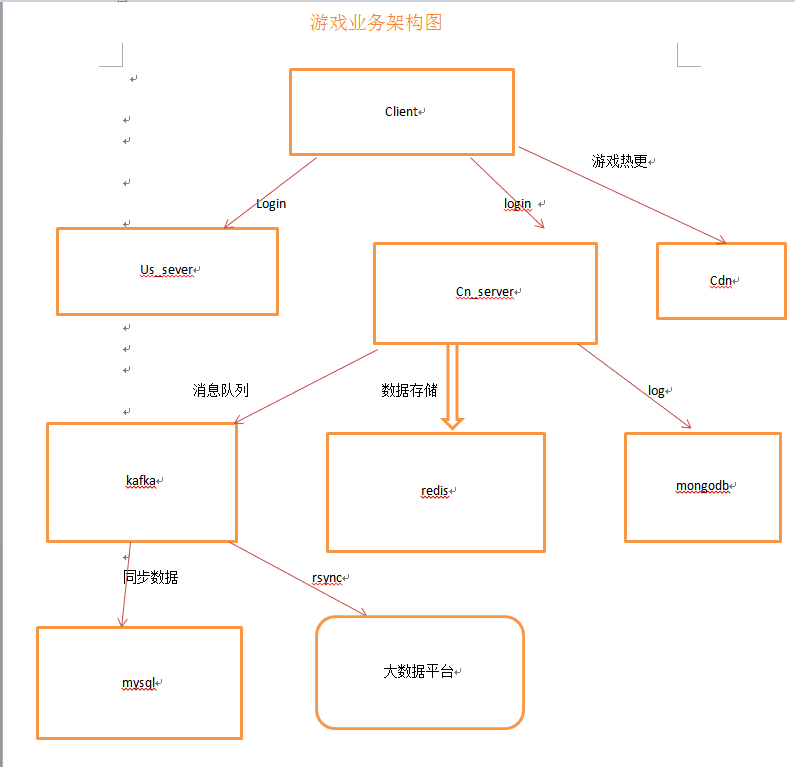 游戏业务架构图
Client
游戏热更
Login
login
Us_sever
Cn_server
Cdn
消息队列
数据存储
log
kafka
redis
mongodb
同步数据
rsync
mysql
大数据平台